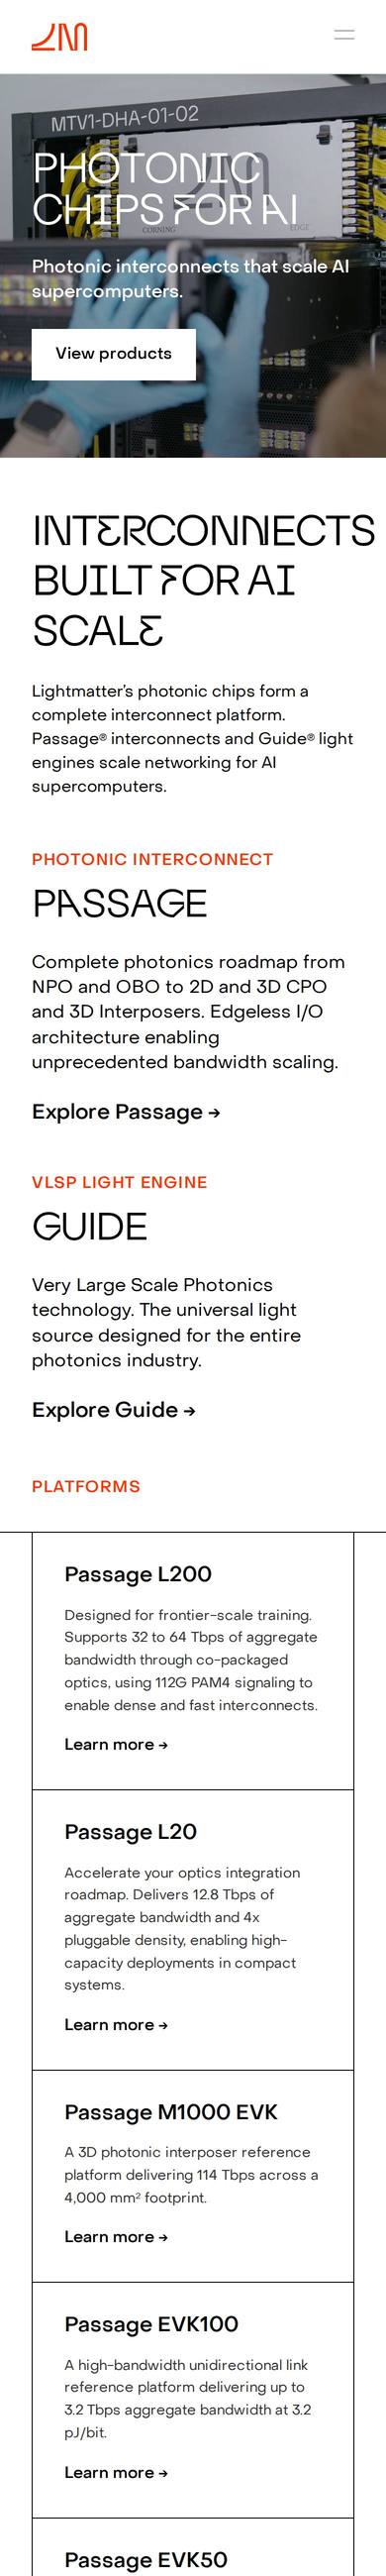 MTV1-DHA-01-02
PHOTONIC
CHIPS FOR AI
CORNING
EDGE
Photonic interconnects that scale AI
supercomputers.
View products
INTERCONNECTS
BUILT FOR AI
SCALE
Lightmatter's photonic chips form a
complete interconnect platform.
Passage® interconnects and Guide® light
engines scale networking for AI
supercomputers.
PHOTONIC INTERCONNECT
PASSAGE
Complete photonics roadmap from
NPO and OBO to 2D and 3D CPO
and 3D Interposers. Edgeless I/O
architecture enabling
unprecedented bandwidth scaling.
Explore Passage →
VLSP LIGHT ENGINE
GUIDE
Very Large Scale Photonics
technology. The universal light
source designed for the entire
photonics industry.
Explore Guide →
PLATFORMS
Passage L200
Designed for frontier-scale training.
Supports 32 to 64 Tbps of aggregate
bandwidth through co-packaged
optics, using 112G PAM4 signaling to
enable dense and fast interconnects.
Learn more →
Passage L20
Accelerate your optics integration
roadmap. Delivers 12.8 Tbps of
aggregate bandwidth and 4x
pluggable density, enabling high-
capacity deployments in compact
systems.
Learn more →
Passage M1000 EVK
A 3D photonic interposer reference
platform delivering 114 Tbps across a
4,000 mm² footprint.
Learn more →
Passage EVK100
A high-bandwidth unidirectional link
reference platform delivering up to
3.2 Tbps aggregate bandwidth at 3.2
pJ/bit.
Learn more →
Passage EVK50